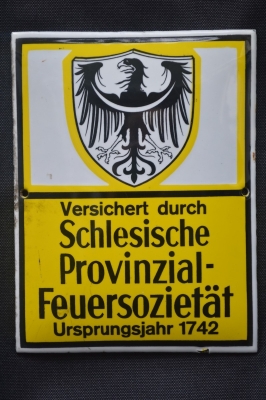 Versichert durch
Schlesische
Provinzial-
Feuersozietät
Ursprungsjahr 1742